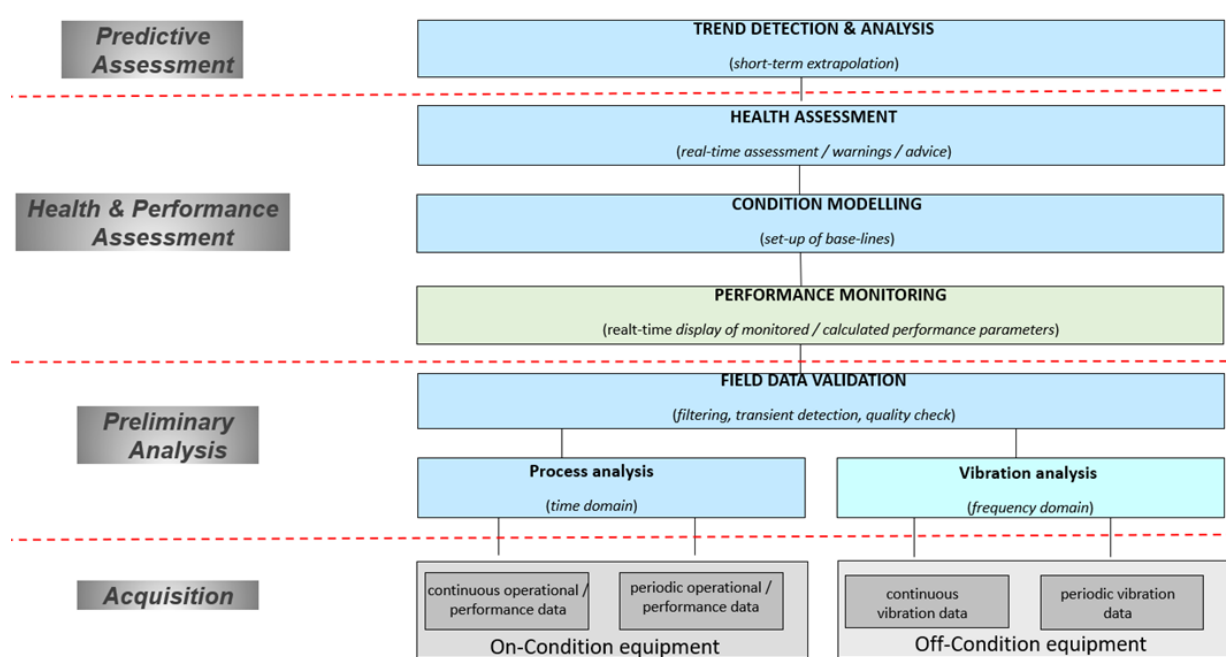 Predictive
Assessment
TREND DETECTION & ANALYSIS
(short-term extrapolation)
HEALTH ASSESSMENT
(real-time assessment / warnings / advice)
Health & Performance
Assessment
CONDITION MODELLING
(set-up of base-lines)
PERFORMANCE MONITORING
(realt-time display of monitored / calculated performance parameters)
Preliminary
Analysis
FIELD DATA VALIDATION
(filtering, transient detection, quality check)
Process analysis
(time domain)
Vibration analysis
(frequency domain)
Acquisition
continuous operational /
performance data
periodic operational /
performance data
On-Condition equipment
continuous
vibration data
periodic vibration
data
Off-Condition equipment